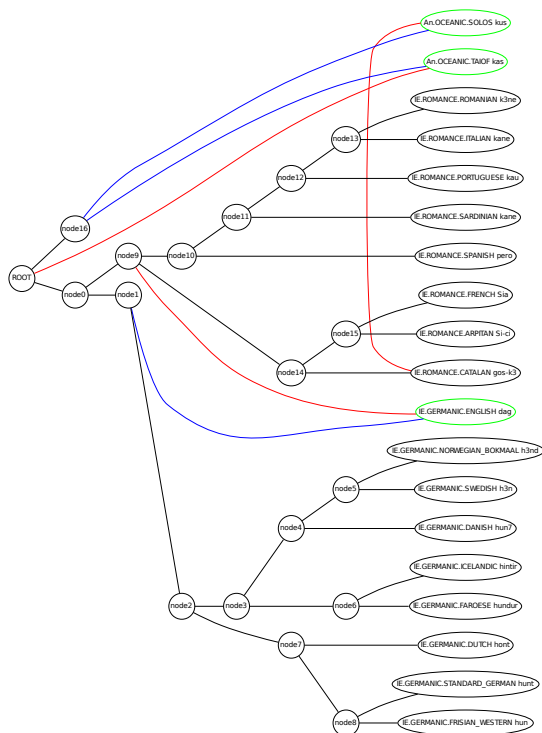 An.OCEANIC.SOLOS kus
An.OCEANIC.TAIOF kas
IE.ROMANCE.ROMANIAN k3ne
node13
IE.ROMANCE.ITALIAN kane
node12
IE.ROMANCE.PORTUGUESE kau
node11
IE.ROMANCE.SARDINIAN kane
node16
node9
node10
IE.ROMANCE.SPANISH pero
ROOT
node0
node1
IE.ROMANCE.FRENCH Sia
node15
IE.ROMANCE.ARPITAN Si-ci
node14
IE.ROMANCE.CATALAN gos-k3
IE.GERMANIC.ENGLISH dag
IE.GERMANIC.NORWEGIAN_BOKMAAL h3nd
node5
IE.GERMANIC.SWEDISH h3n
node4
IE.GERMANIC.DANISH hun7
IE.GERMANIC.ICELANDIC hintir
node2
node3
node6
IE.GERMANIC.FAROESE hundur
node7
IE.GERMANIC.DUTCH hont
IE.GERMANIC.STANDARD_GERMAN hunt
node8
IE.GERMANIC.FRISIAN_WESTERN hun